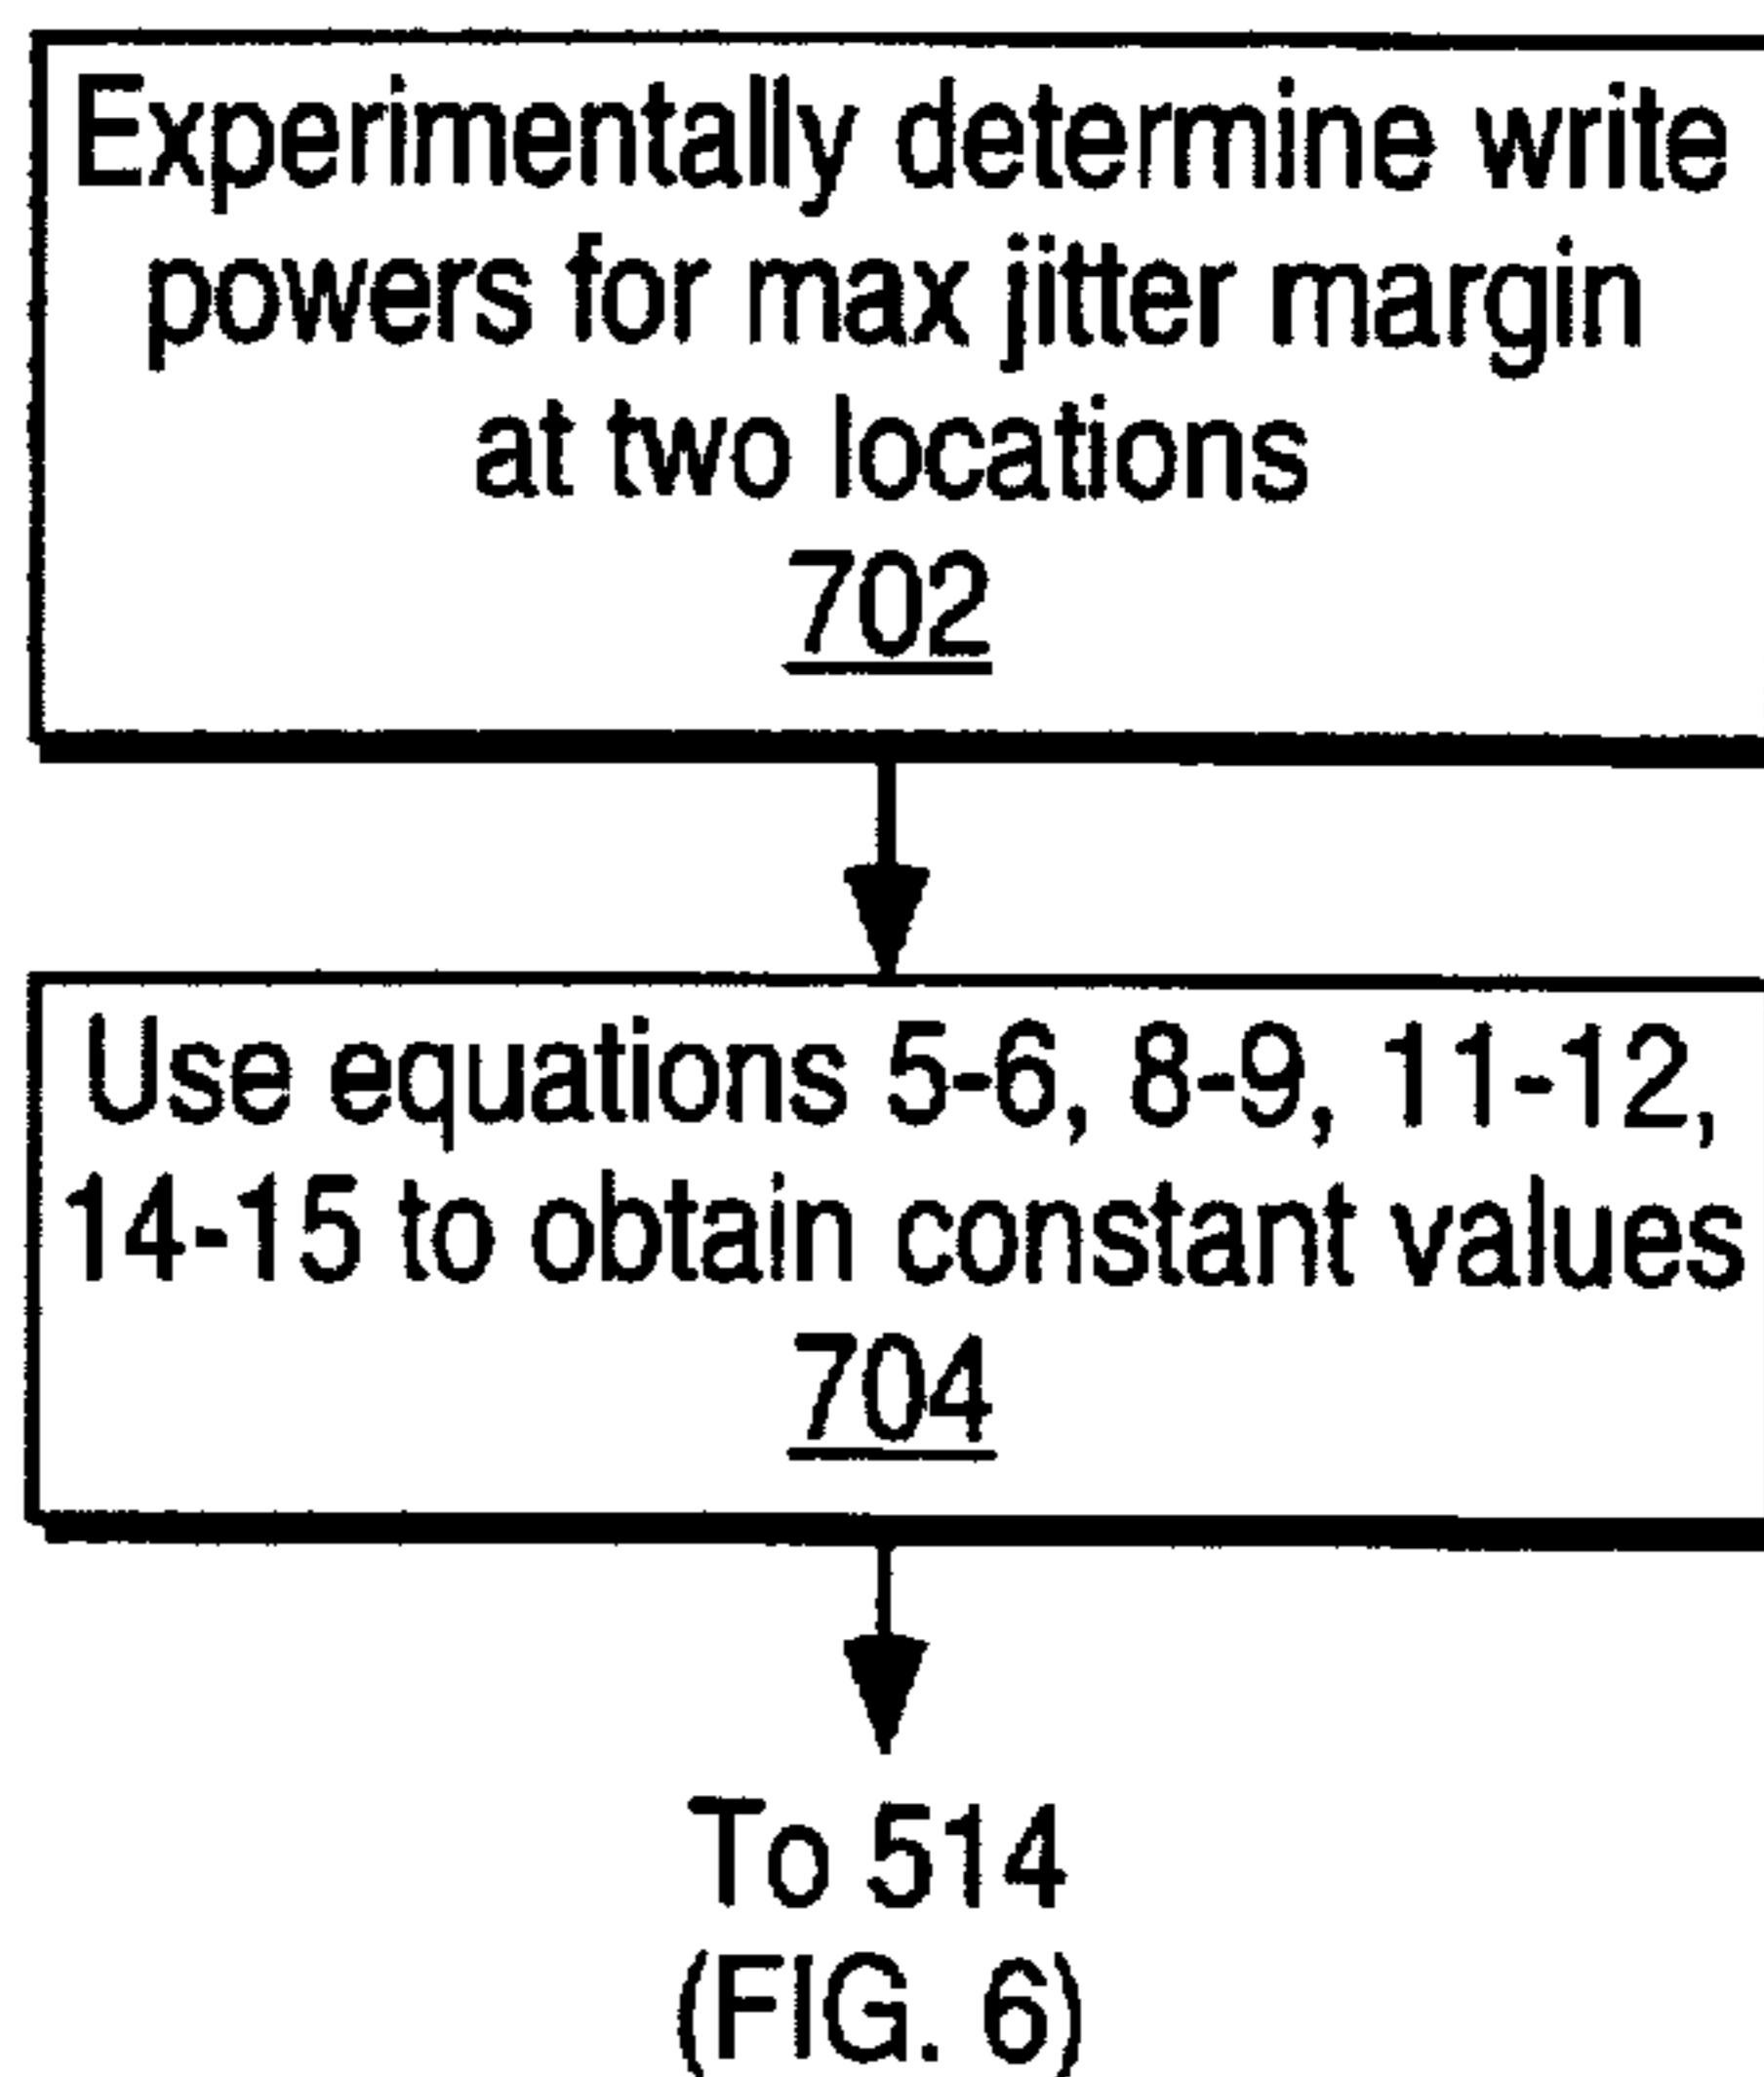 Experimentally determine write
powers for max jitter margin
at two locations
702
Use equations 5-6, 8-9, 11-12,
14-15 to obtain constant values
704
To 514
(FIG. 6)